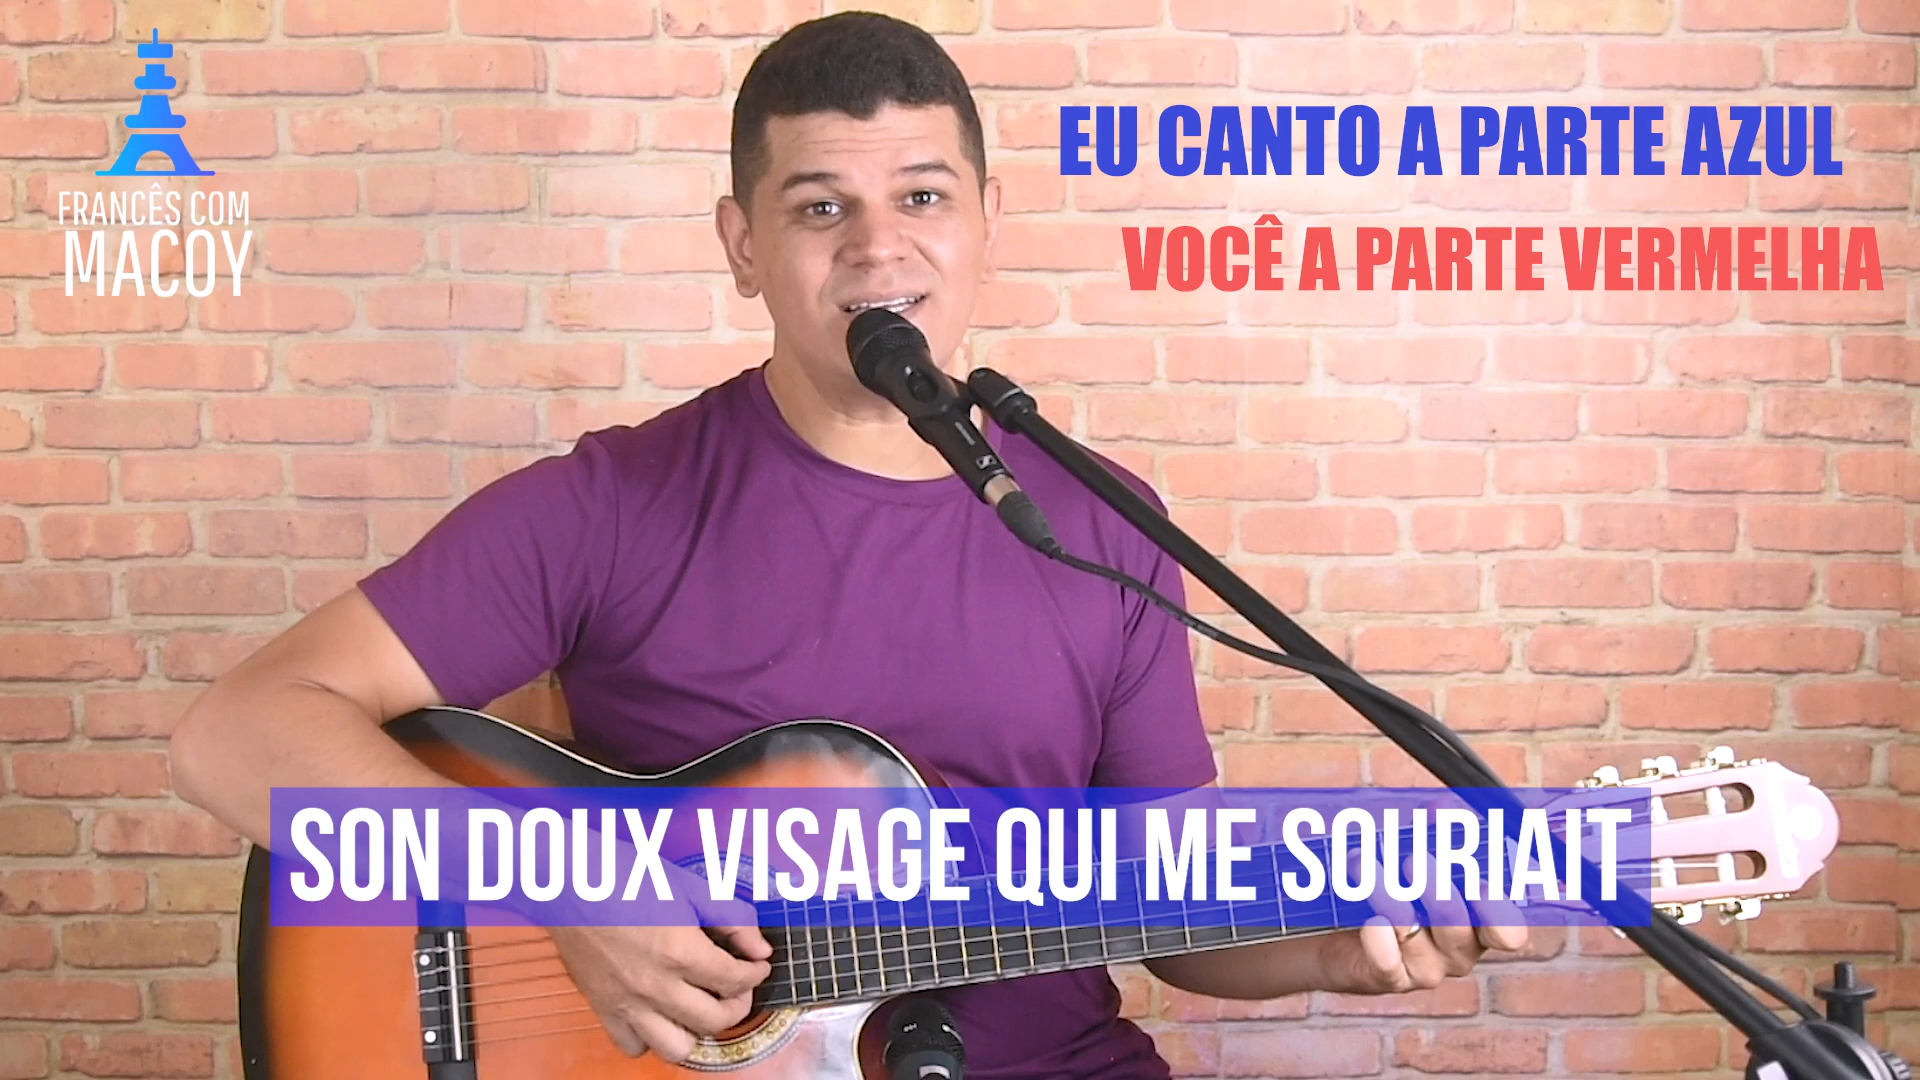 FRANCÊS COM
MACOY
EU CANTO A PARTE AZUL
VOCÊ A PARTE VERMELHA
SON DOUX VISAGE QUI ME SOURIAIT